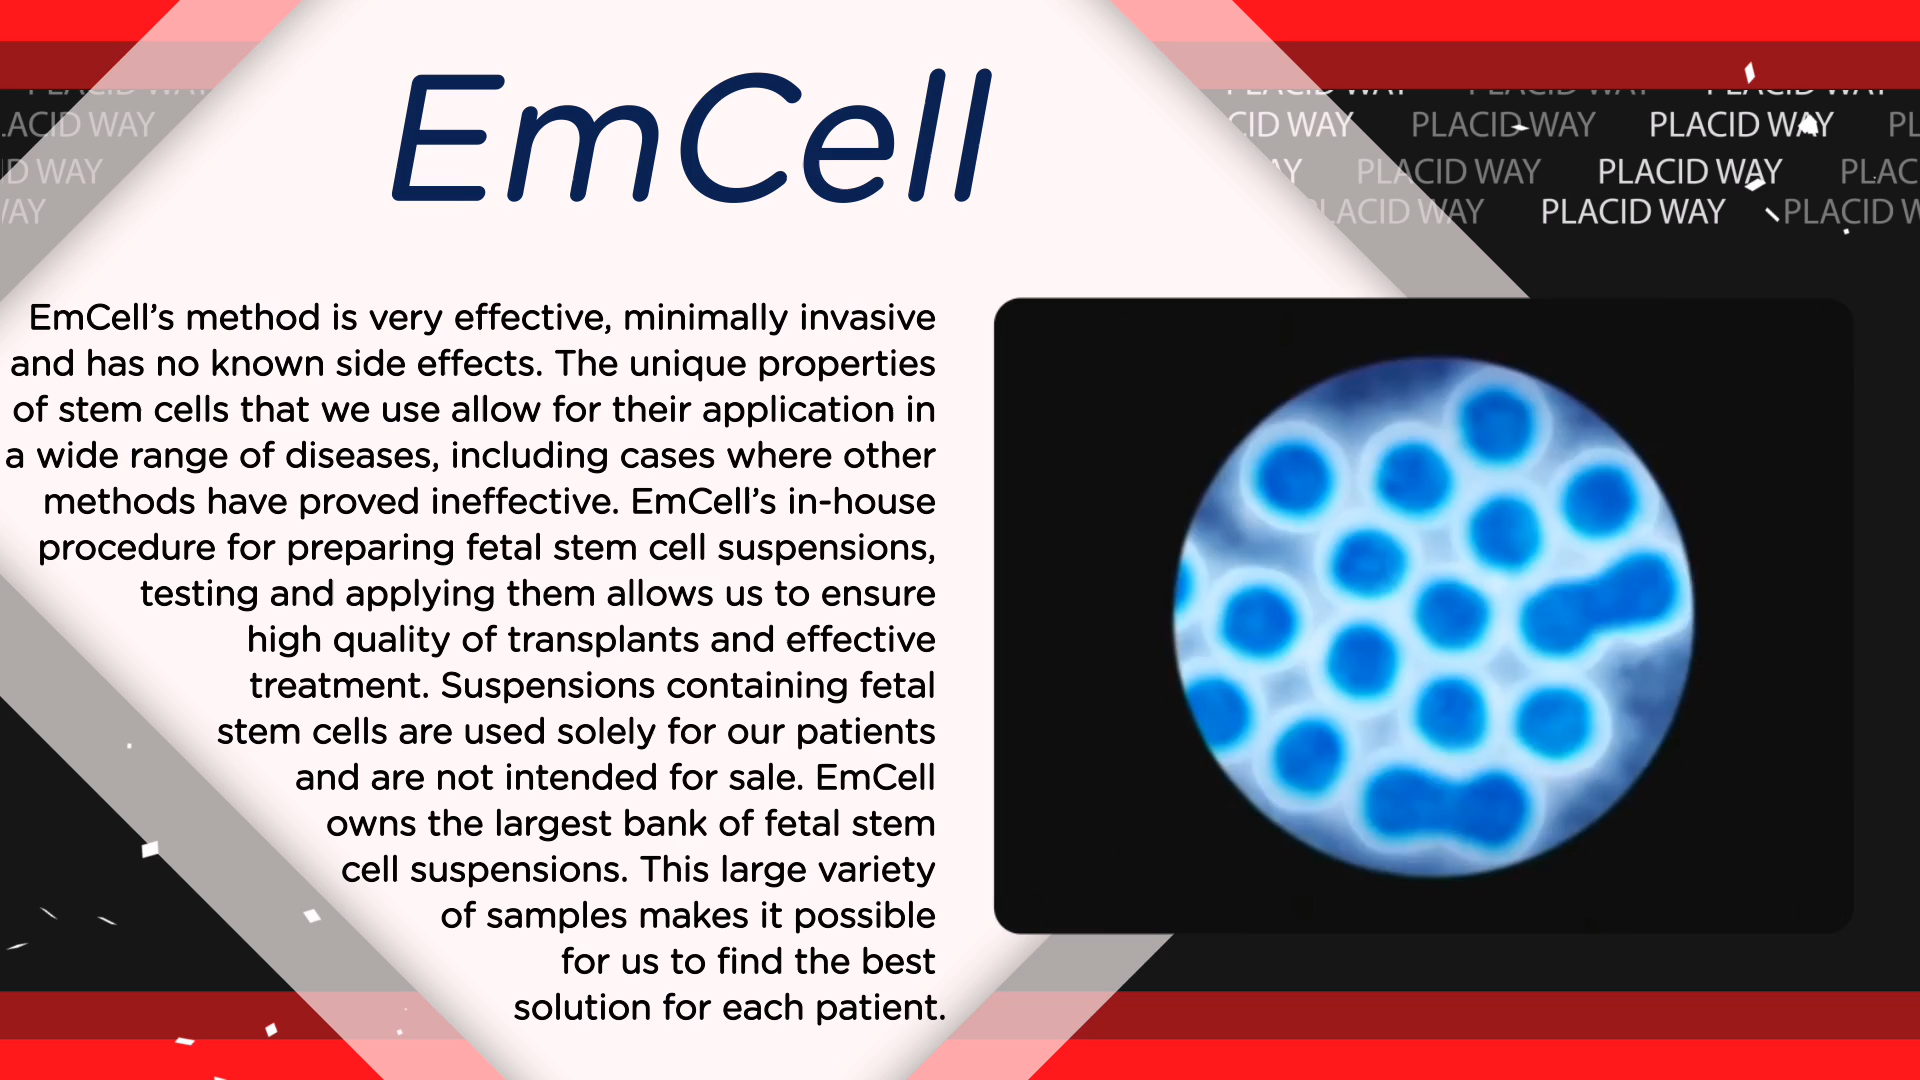 EmCell
PLACID WAY PLACID WAY
PLACID WAY
PLACID WAY PLACID WAY
EmCell’s method is very effective, minimally invasive
and has no known side effects. The unique properties
of stem cells that we use allow for their application in
a wide range of diseases, including cases where other
methods have proved ineffective. EmCell’s in-house
procedure for preparing fetal stem cell suspensions,
testing and applying them allows us to ensure
high quality of transplants and effective
treatment. Suspensions containing fetal
stem cells are used solely for our patients
and are not intended for sale. EmCell
owns the largest bank of fetal stem
cell suspensions. This large variety
of samples makes it possible
for us to find the best
solution for each patient.